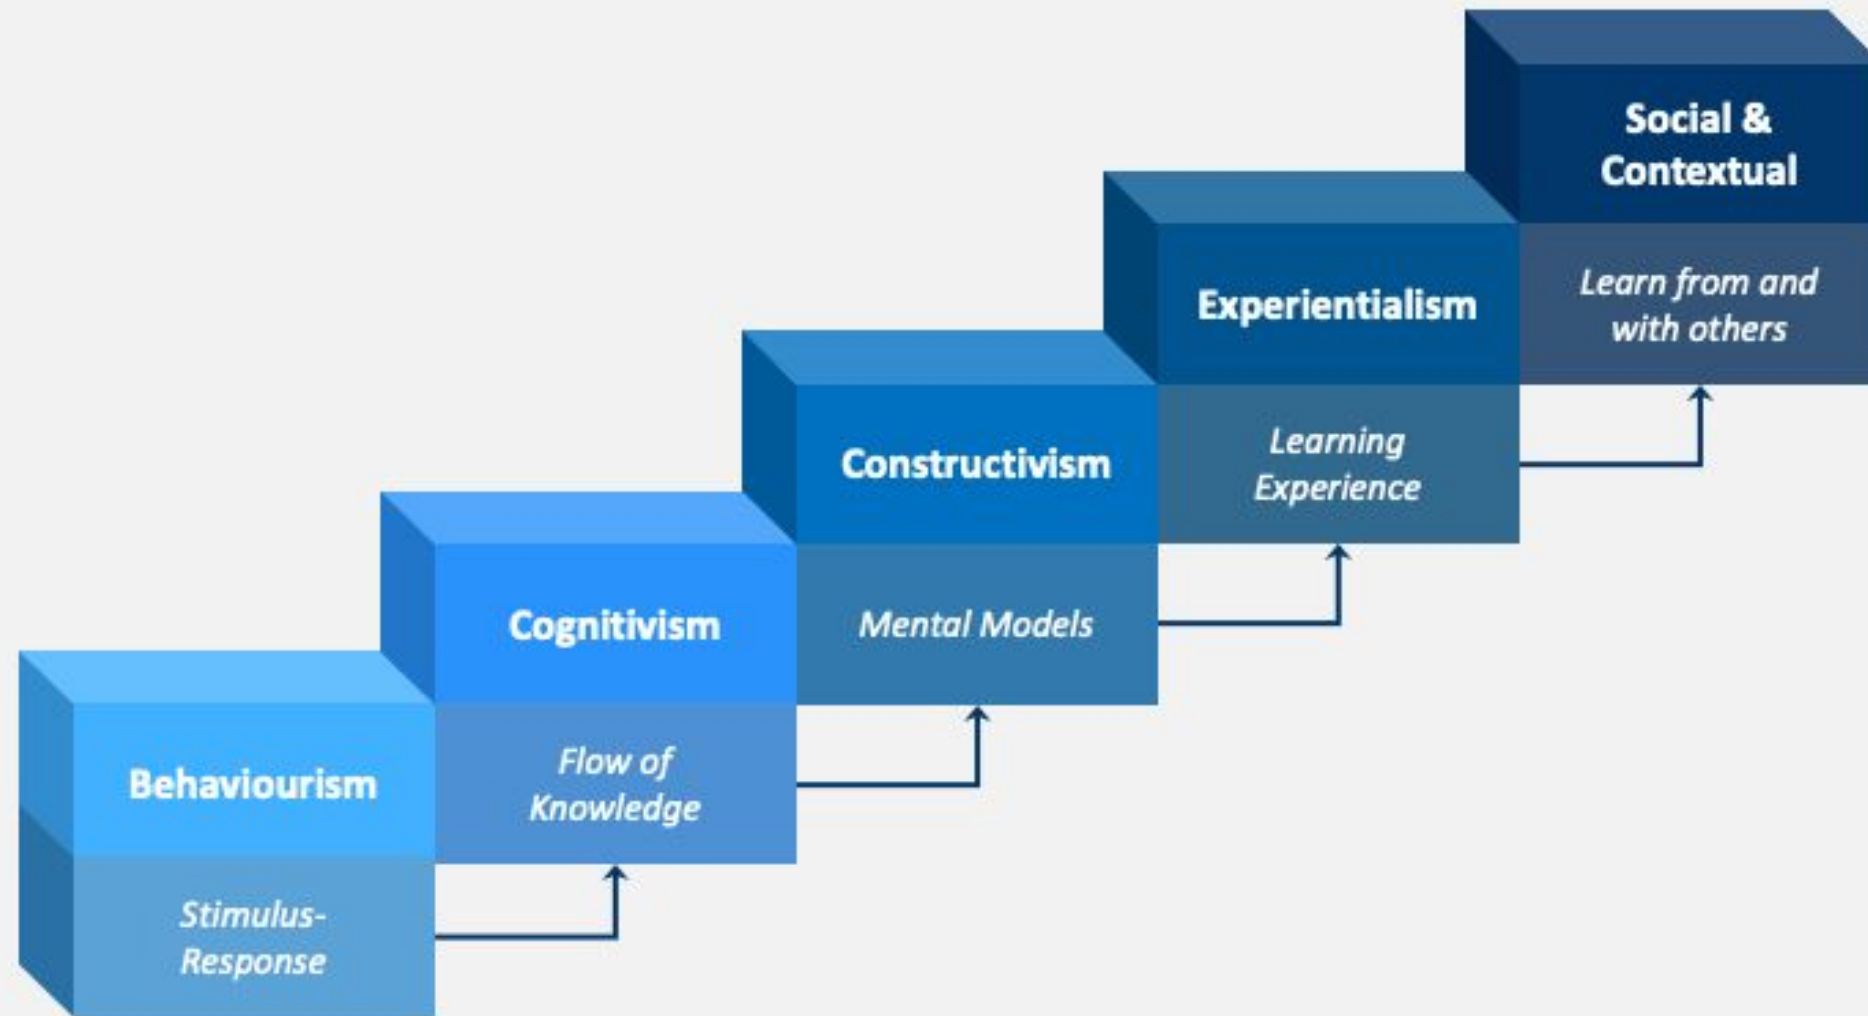 Behaviourism
Stimulus-
Response
Cognitivism
Flow of
Knowledge
Constructivism
Mental Models
Experientialism
Learning
Experience
Social &
Contextual
Learn from and
with others